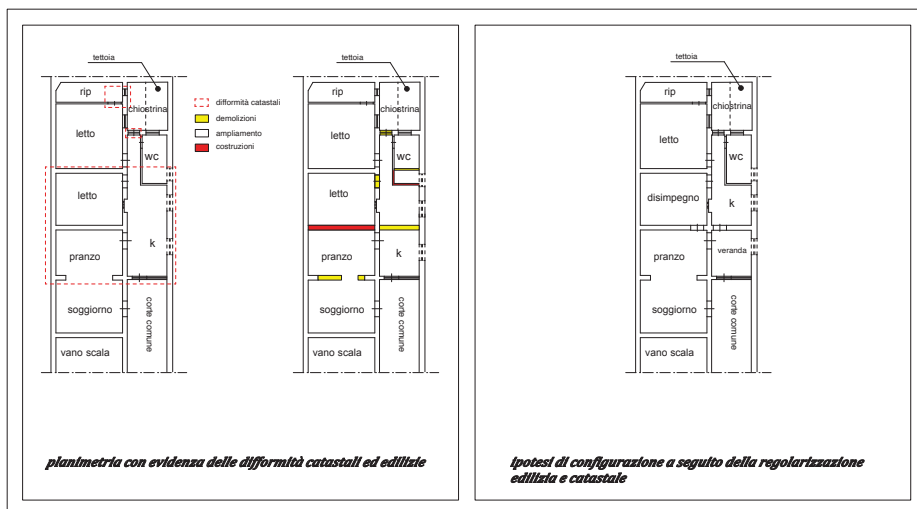 tettoia
rip
chiostrina
letto
wc
letto
k
pranzo
soggiorno
corte comune
vano scala
difformità catastali
demolizioni
ampliamento
costruzioni
tettoia
rip
chiostrina
letto
wc
letto
k
pranzo
soggiorno
corte comune
vano scala
planimetria con evidenza delle difformità catastali ed edilizie
tettoia
rip
chiostrina
letto
wc
disimpegno
k
pranzo
veranda
soggiorno
corte comune
vano scala
ipotesi di configurazione a seguito della regolarizzazione
edilizia e catastale